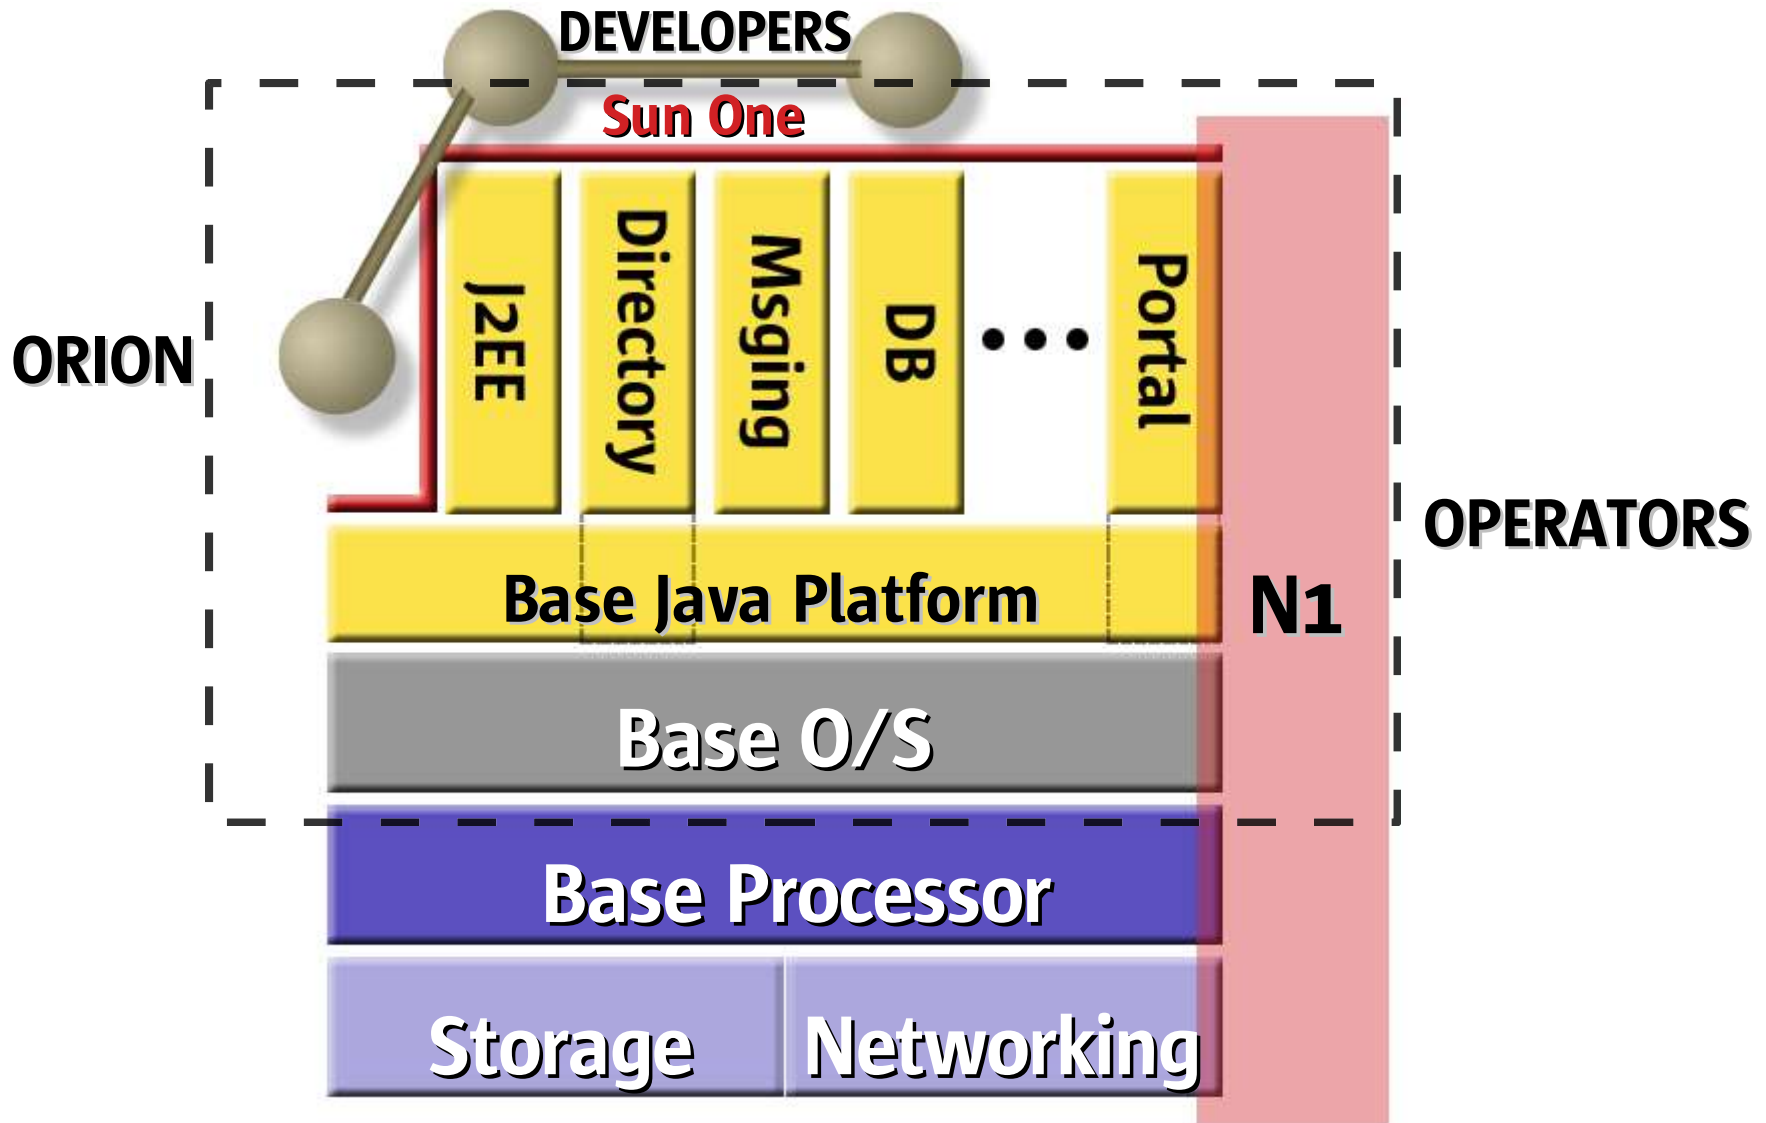 DEVELOPERS
Sun One
ORION
J2EE
Directory
Msging
DB
•••
Portal
OPERATORS
Base Java Platform
N1
Base O/S
Base Processor
Storage
Networking